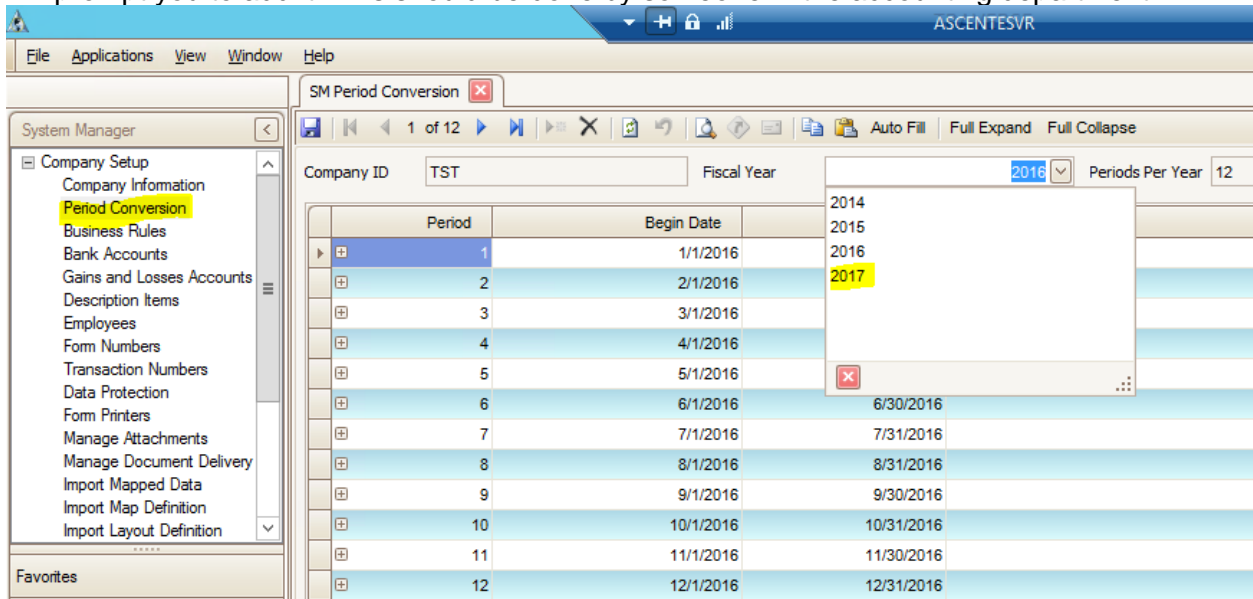 ASCENTESVR
File Applications View Window Help
SM Period Conversion
System Manager
1 of 12 Auto Fill Full Expand Full Collapse
Company Setup
Company Information
Period Conversion
Business Rules
Bank Accounts
Gains and Losses Accounts
Description Items
Employees
Form Numbers
Transaction Numbers
Data Protection
Form Printers
Manage Attachments
Manage Document Delivery
Import Mapped Data
Import Map Definition
Import Layout Definition
Favorites
Company ID TST Fiscal Year 2016 Periods Per Year 12
2014
2015
2016
2017
Period Begin Date
1 1/1/2016
2 2/1/2016
3 3/1/2016
4 4/1/2016
5 5/1/2016
6 6/1/2016 6/30/2016
7 7/1/2016 7/31/2016
8 8/1/2016 8/31/2016
9 9/1/2016 9/30/2016
10 10/1/2016 10/31/2016
11 11/1/2016 11/30/2016
12 12/1/2016 12/31/2016